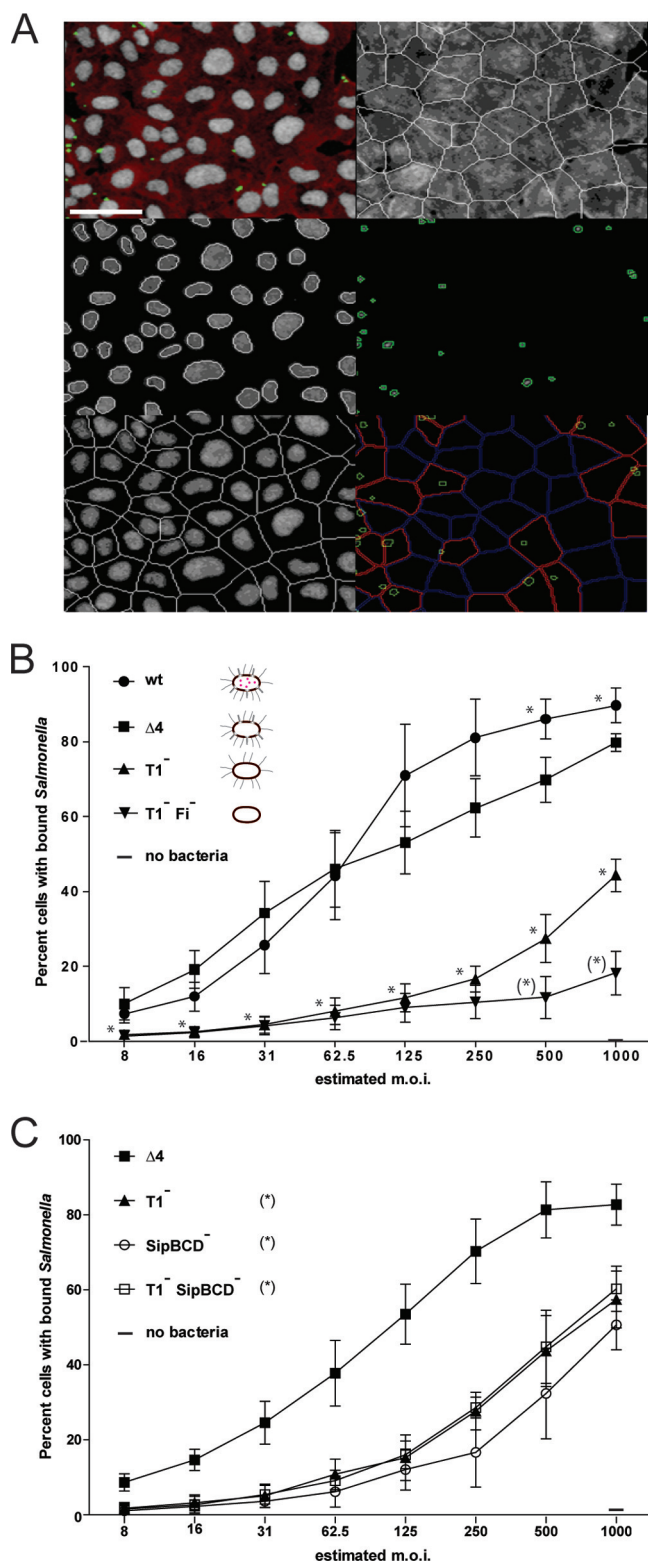 A
B
Percent cells with bound Salmonella
100
80
60
40
20
0
wt
Δ4
T1⁻
T1⁻ Fi⁻
no bacteria
*
*
*
*
*
*
*
*
*
*
(*)
(*)
8 16 31 62.5 125 250 500 1000
estimated m.o.i.
C
Percent cells with bound Salmonella
100
80
60
40
20
0
Δ4
T1⁻ (*)
SipBCD⁻ (*)
T1⁻ SipBCD⁻ (*)
no bacteria
8 16 31 62.5 125 250 500 1000
estimated m.o.i.